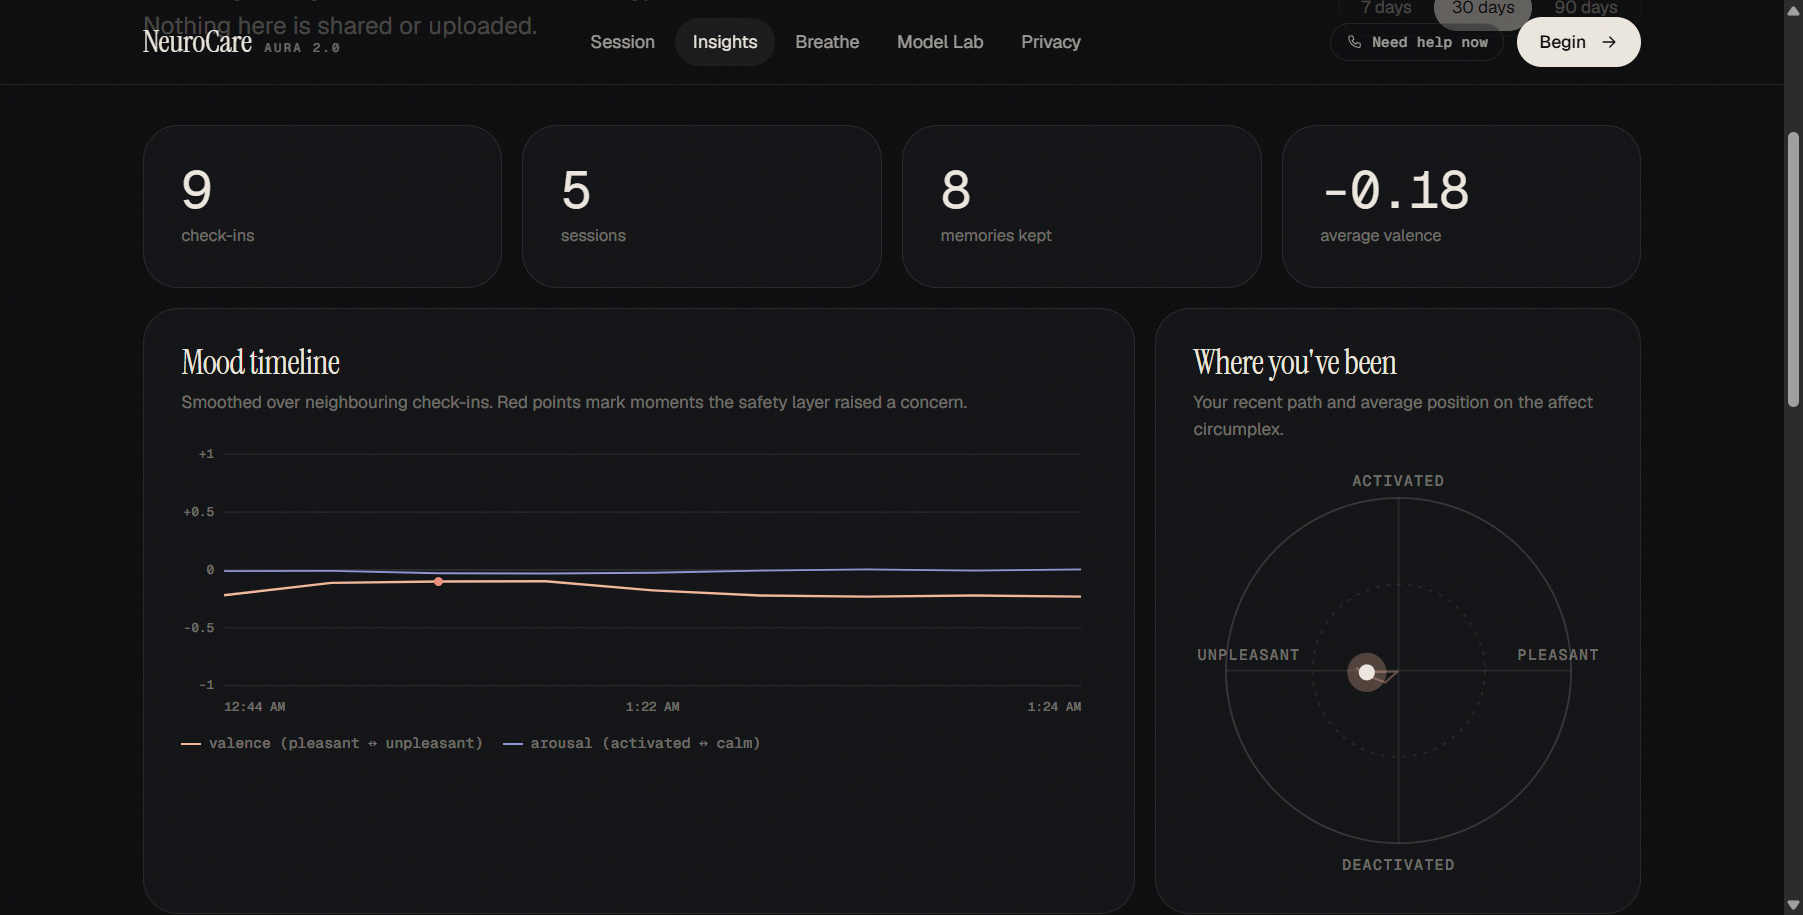 Nothing here is shared or uploaded.
7 days 30 days 90 days
NeuroCare AURA 2.0
Session Insights Breathe Model Lab Privacy
Need help now
Begin →
9
check-ins
5
sessions
8
memories kept
-0.18
average valence
Mood timeline
Smoothed over neighbouring check-ins. Red points mark moments the safety layer raised a concern.
+1
+0.5
0
-0.5
-1
12:44 AM 1:22 AM 1:24 AM
valence (pleasant ↔ unpleasant) arousal (activated ↔ calm)
Where you've been
Your recent path and average position on the affect
circumplex.
ACTIVATED
UNPLEASANT PLEASANT
DEACTIVATED